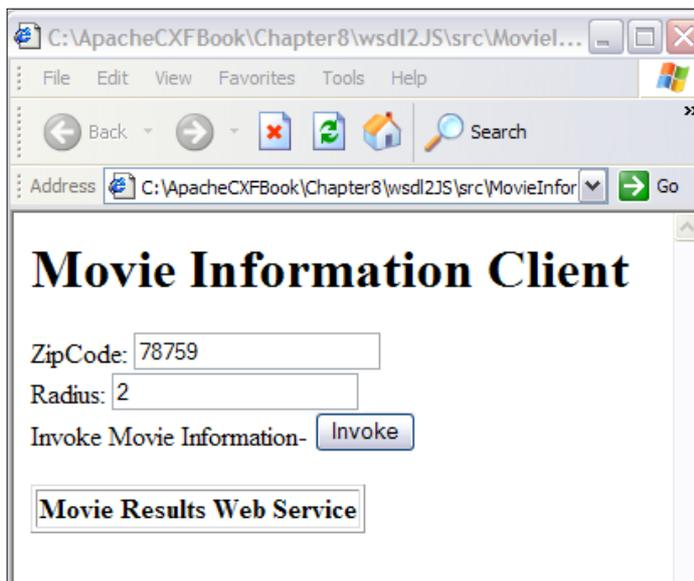 C:\ApacheCXFBook\Chapter8\wsdl2JS\src\MovieI...
File Edit View Favorites Tools Help
Back Search
Address C:\ApacheCXFBook\Chapter8\wsdl2JS\src\MovieInfor Go
Movie Information Client
ZipCode: 78759
Radius: 2
Invoke Movie Information- Invoke
Movie Results Web Service